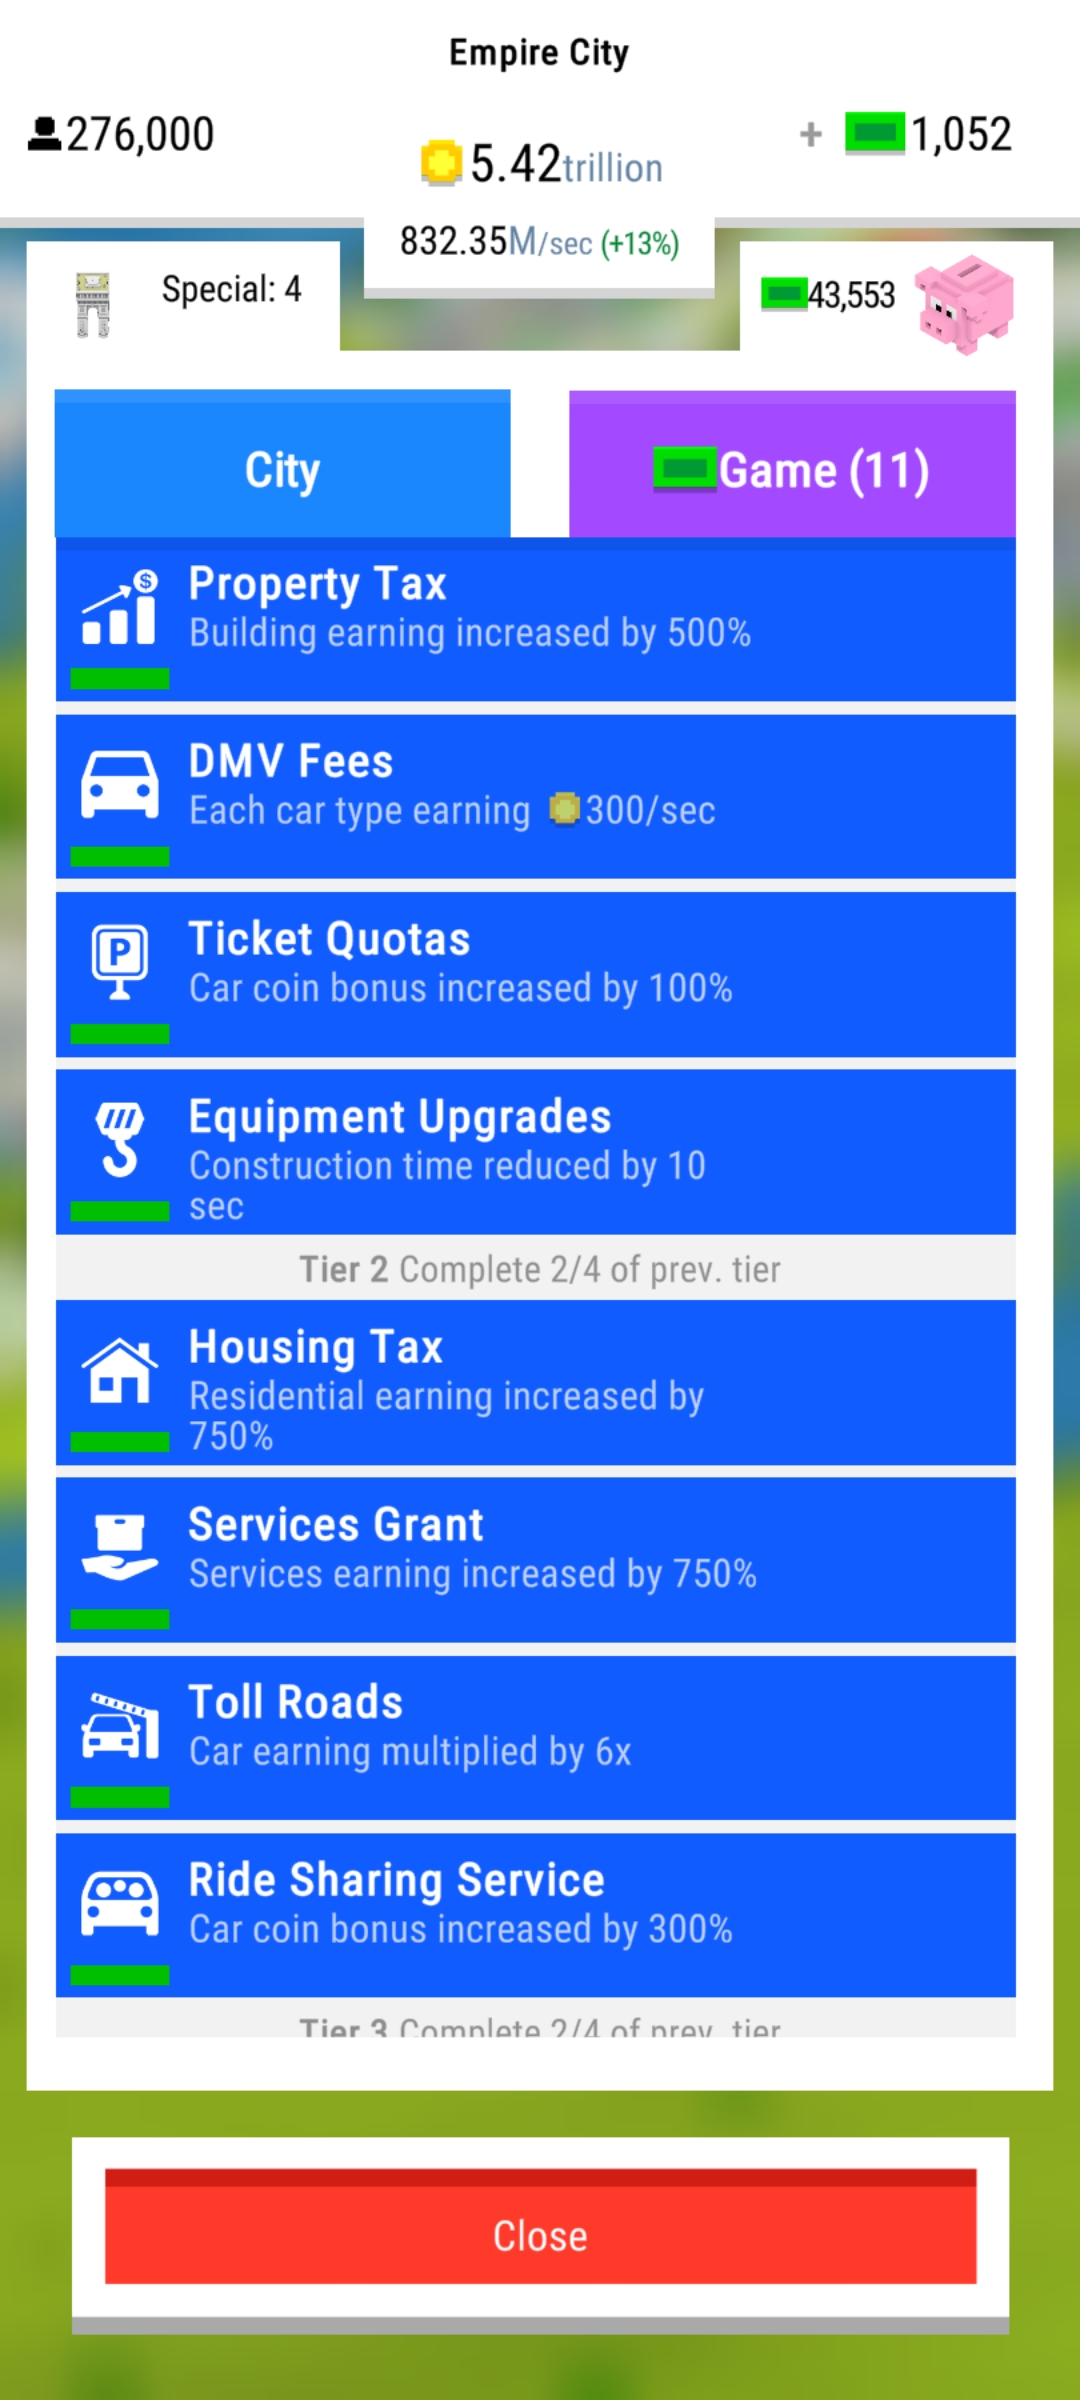 Empire City
276,000
5.42trillion
+ 1,052
832.35M/sec (+13%)
Special: 4
43,553
City
Game (11)
Property Tax
Building earning increased by 500%
DMV Fees
Each car type earning 300/sec
P
Ticket Quotas
Car coin bonus increased by 100%
Equipment Upgrades
Construction time reduced by 10
sec
Tier 2 Complete 2/4 of prev. tier
Housing Tax
Residential earning increased by
750%
Services Grant
Services earning increased by 750%
Toll Roads
Car earning multiplied by 6x
Ride Sharing Service
Car coin bonus increased by 300%
Tier 3 Complete 2/4 of prev. tier
Close